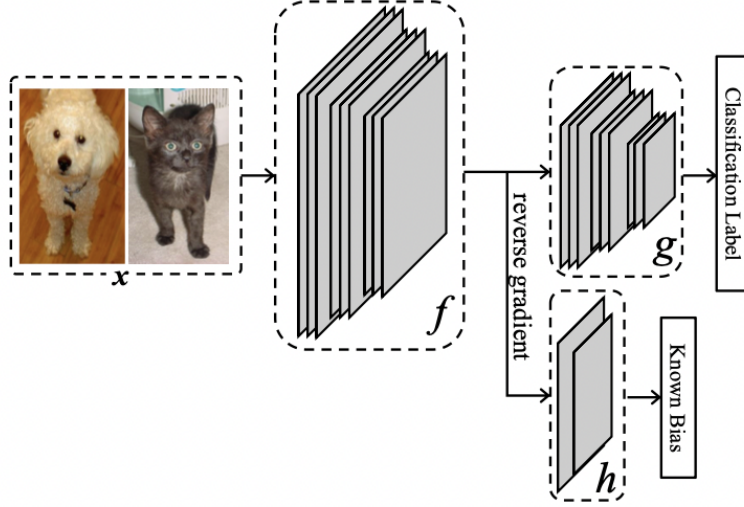 x
f
reverse gradient
g
Classification Label
h
Known Bias